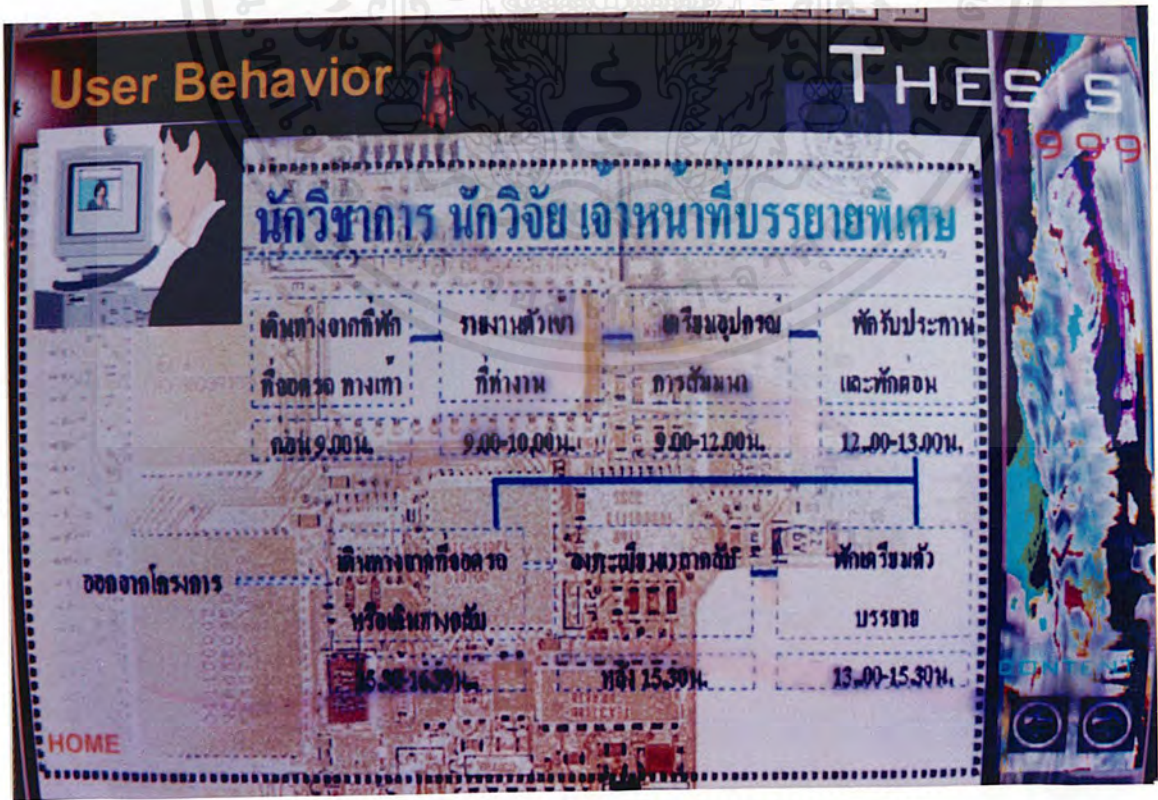 User Behavior
THESIS
1999
นักวิชาการ นักวิจัย เจ้าหน้าที่บรรยายพิเศษ
เดินทางจากที่พัก
ที่จอดรถ ทางเท้า
ก่อน 9.00น.
รายงานตัวเขา
ที่ทำงาน
9.00-10.00น.
เตรียมอุปกรณ
การสัมมนา
9.00-12.00น.
พักรับประทาน
และพักผอน
12..00-13.00น.
พักเตรียมตัว
บรรยาย
13..00-15.30น.
หลัง 15.30น.
เดินทางจากที่จอดรถ
หรือเดินทางกลับ
ออกจากโครงการ
CONTENT
HOME